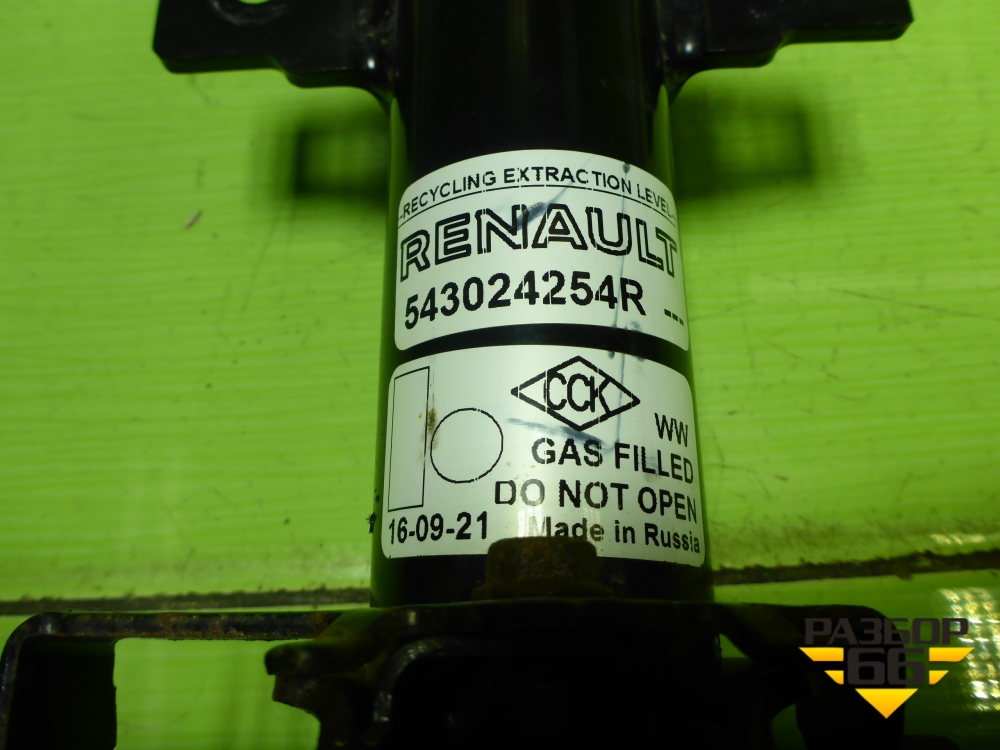 -RECYCLING EXTRACTION LEVEL-
RENAULT
543024254R ---
CCK
WW
GAS FILLED
DO NOT OPEN
16-09-21 Made in Russia
РАЗБОР
66